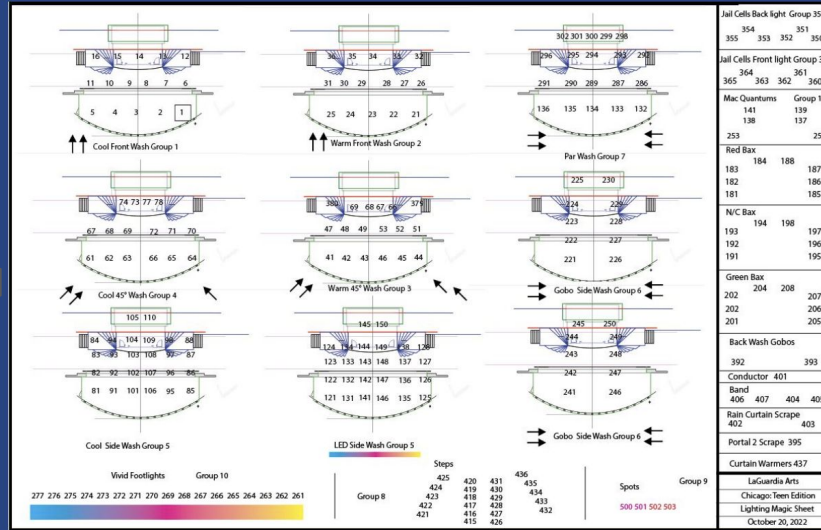 16 15 14 13 12
11 10 9 8 7 6
5 4 3 2 1
Cool Front Wash Group 1
36 35 34 33 32
31 30 29 28 27 26
25 24 23 22 21
Warm Front Wash Group 2
302 301 300 299 298
296 295 294 293 292
291 290 289 287 286
136 135 134 133 132
Par Wash Group 7
74 73 77 78
67 68 69 72 71 70
61 62 63 66 65 64
Cool 45° Wash Group 4
380 69 68 67 66 379
47 48 49 53 52 51
41 42 43 46 45 44
Warm 45° Wash Group 3
225 230
224 229
223 228
222 227
221 226
Gobo Side Wash Group 6
105 110
84 94 104 109 98 88
83 93 103 108 97 87
82 92 102 107 96 86
81 91 101 106 95 85
Cool Side Wash Group 5
145 150
124 134 144 149 138 128
123 133 143 148 137 127
122 132 142 147 136 126
121 131 141 146 135 125
LED Side Wash Group 5
245 250
244 249
243 248
242 247
241 246
Gobo Side Wash Group 6
Vivid Footlights Group 10
277 276 275 274 273 272 271 270 269 268 267 266 265 264 263 262 261
Group 8
Steps
425
424
423
422
421
420
419
418
417
416
415
431
430
429
428
427
426
436
435
434
433
432
Spots
Group 9
500 501 502 503
Jail Cells Back light Group 35
354 351
355 353 352 350
Jail Cells Front light Group 3
364 361
365 363 362 360
Mac Quantums Group 1
141 139
138 137
253 25
Red Bax
184 188
183 187
182 186
181 185
N/C Bax
194 198
193 197
192 196
191 195
Green Bax
204 208
202 207
202 206
201 205
Back Wash Gobos
392 393
Conductor 401
Band
406 407 404 405
Rain Curtain Scrape
402 403
Portal 2 Scrape 395
Curtain Warmers 437
LaGuardia Arts
Chicago: Teen Edition
Lighting Magic Sheet
October 20, 2022